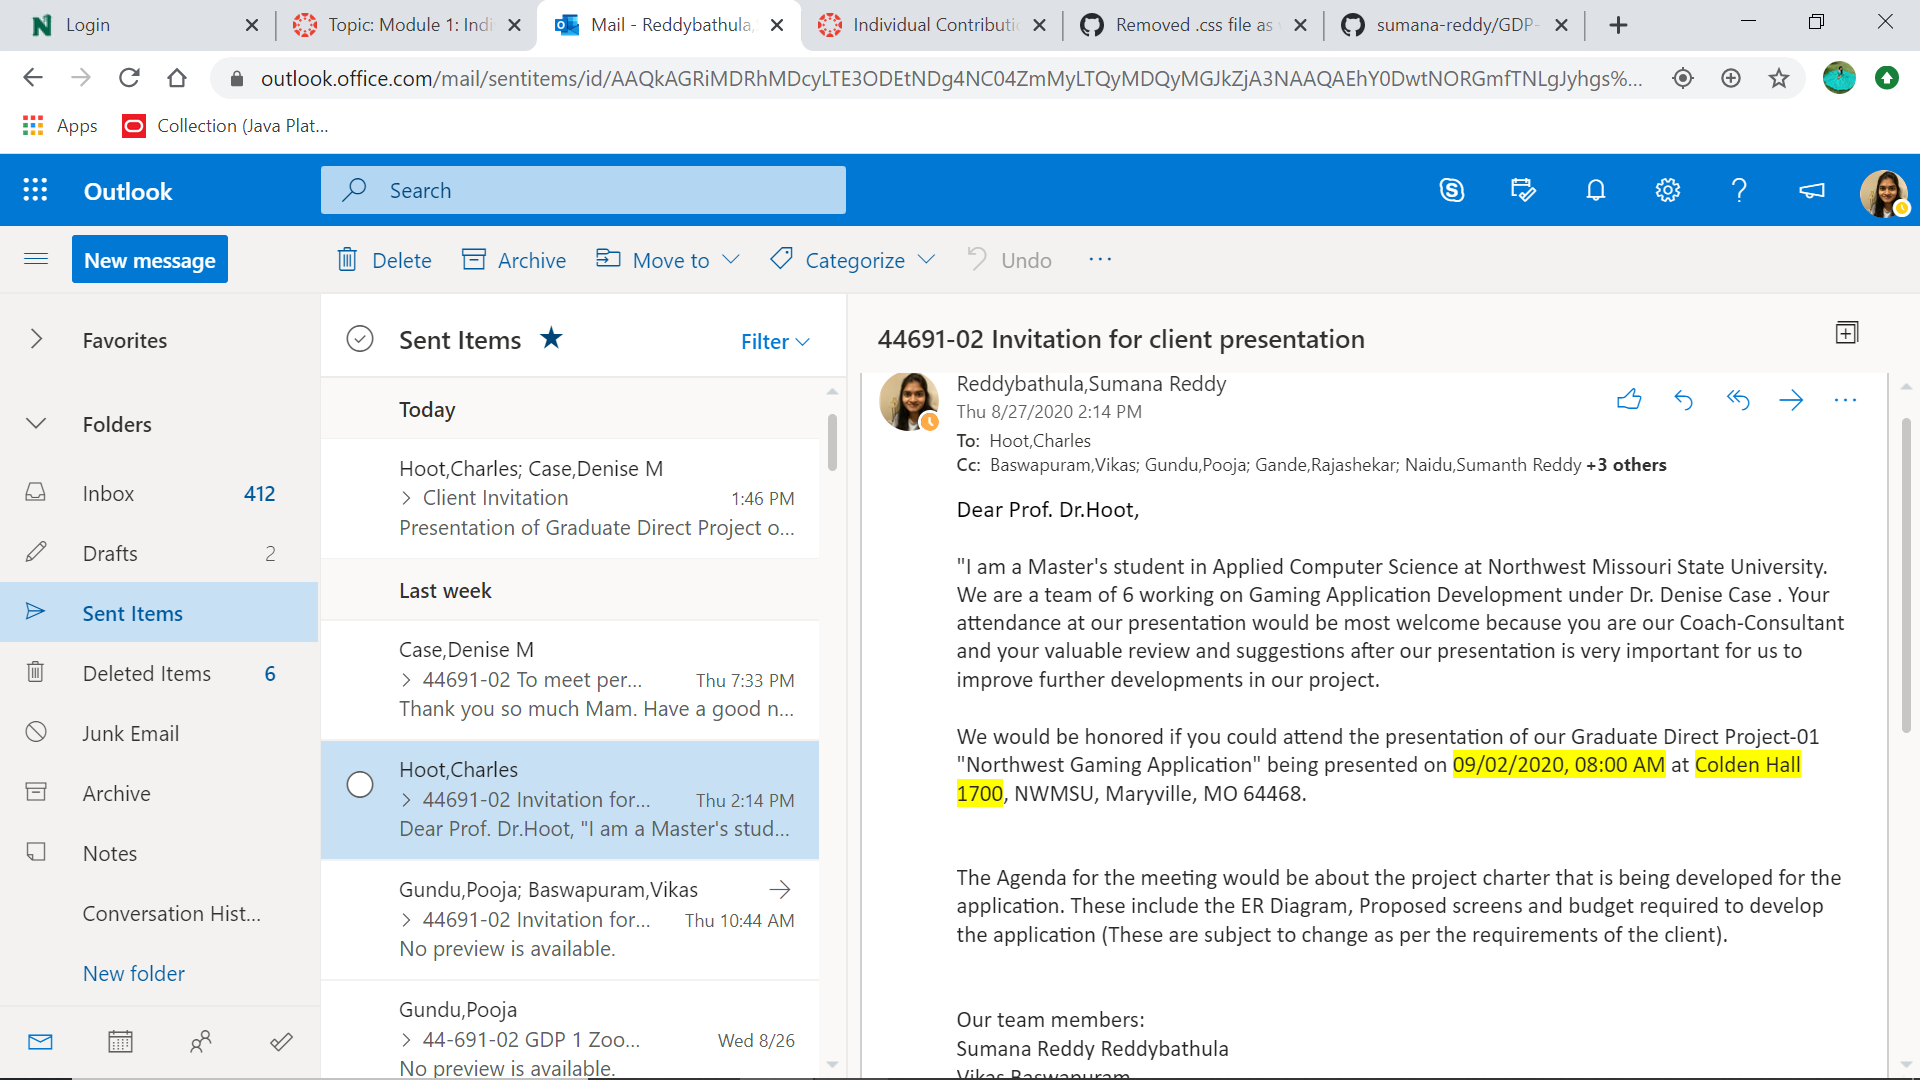 Login
Topic: Module 1: Indi
Mail - Reddybathula,
Individual Contributi
Removed .css file as
sumana-reddy/GDP-
outlook.office.com/mail/sentitems/id/AAQkAGRiMDRhMDcyLTE3ODEtNDg4NC04ZmMyLTQyMDQyMGJkZjA3NAAQAEhY0DwtNORGmfTNLgJyhgs%...
Apps
Collection (Java Plat...
Outlook
Search
New message
Delete
Archive
Move to
Categorize
Undo
Favorites
Folders
Inbox 412
Drafts 2
Sent Items
Deleted Items 6
Junk Email
Archive
Notes
Conversation Hist...
New folder
Sent Items
Filter
Today
Hoot,Charles; Case,Denise M
> Client Invitation 1:46 PM
Presentation of Graduate Direct Project o...
Last week
Case,Denise M
> 44691-02 To meet per... Thu 7:33 PM
Thank you so much Mam. Have a good n...
Hoot,Charles
> 44691-02 Invitation for... Thu 2:14 PM
Dear Prof. Dr.Hoot, "I am a Master's stud...
Gundu,Pooja; Baswapuram,Vikas
> 44691-02 Invitation for... Thu 10:44 AM
No preview is available.
Gundu,Pooja
> 44-691-02 GDP 1 Zoo... Wed 8/26
No preview is available.
44691-02 Invitation for client presentation
Reddybathula,Sumana Reddy
Thu 8/27/2020 2:14 PM
To: Hoot,Charles
Cc: Baswapuram,Vikas; Gundu,Pooja; Gande,Rajashekar; Naidu,Sumanth Reddy +3 others
Dear Prof. Dr.Hoot,
"I am a Master's student in Applied Computer Science at Northwest Missouri State University.
We are a team of 6 working on Gaming Application Development under Dr. Denise Case . Your
attendance at our presentation would be most welcome because you are our Coach-Consultant
and your valuable review and suggestions after our presentation is very important for us to
improve further developments in our project.
We would be honored if you could attend the presentation of our Graduate Direct Project-01
"Northwest Gaming Application" being presented on 09/02/2020, 08:00 AM at Colden Hall
1700, NWMSU, Maryville, MO 64468.
The Agenda for the meeting would be about the project charter that is being developed for the
application. These include the ER Diagram, Proposed screens and budget required to develop
the application (These are subject to change as per the requirements of the client).
Our team members:
Sumana Reddy Reddybathula
Vikas Baswapuram